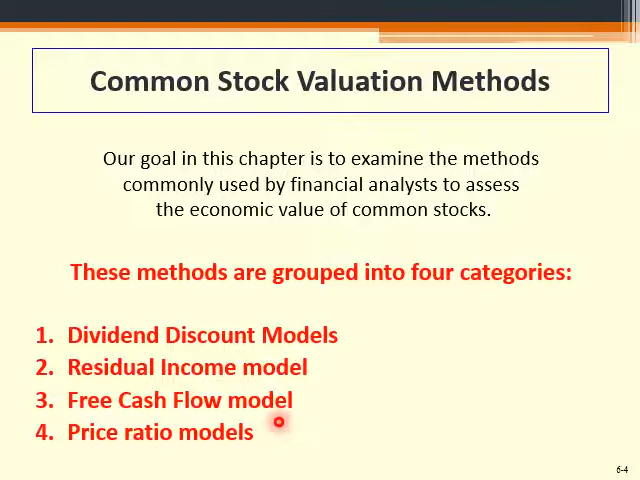 Common Stock Valuation Methods
Our goal in this chapter is to examine the methods
commonly used by financial analysts to assess
the economic value of common stocks.
These methods are grouped into four categories:
1. Dividend Discount Models
2. Residual Income model
3. Free Cash Flow model
4. Price ratio models
6-4